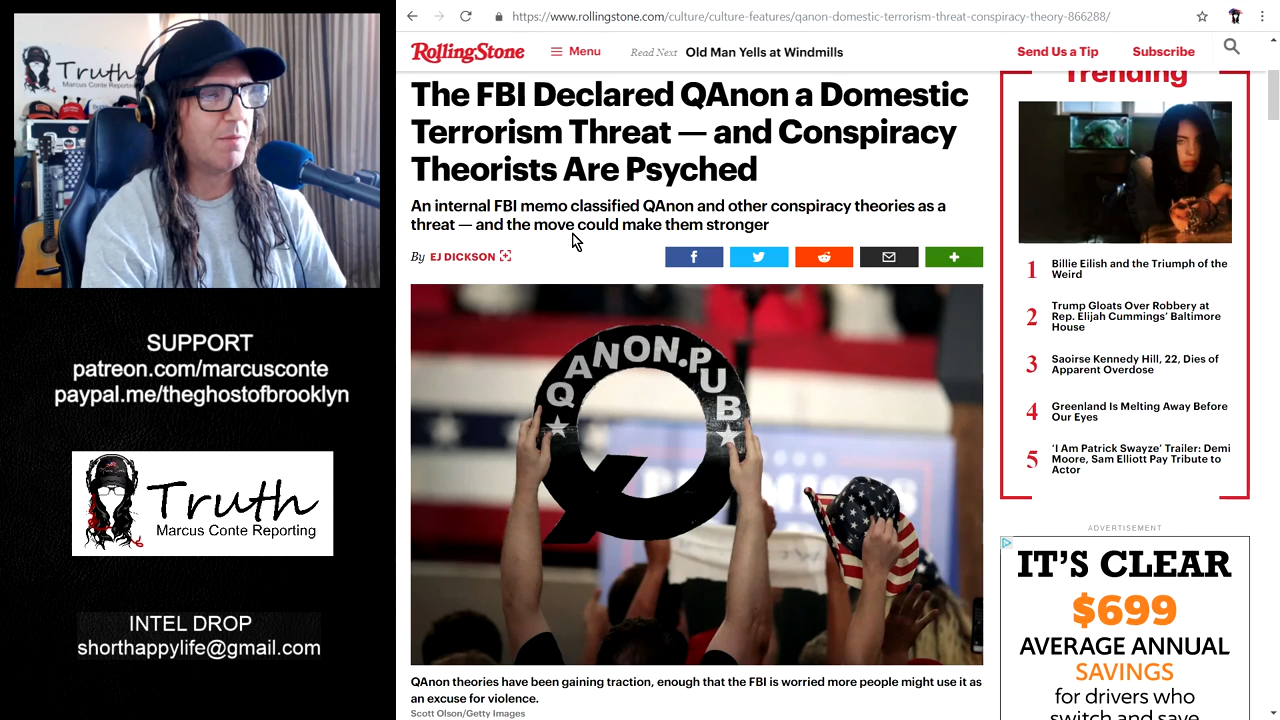 Truth
Marcus Conte Reporting
SUPPORT
patreon.com/marcusconte
paypal.me/theghostofbrooklyn
Truth
Marcus Conte Reporting
INTEL DROP
shorthappylife@gmail.com
https://www.rollingstone.com/culture/culture-features/qanon-domestic-terrorism-threat-conspiracy-theory-866288/
RollingStone
Menu
Read Next Old Man Yells at Windmills
Send Us a Tip
Subscribe
The FBI Declared QAnon a Domestic
Terrorism Threat — and Conspiracy
Theorists Are Psyched
An internal FBI memo classified QAnon and other conspiracy theories as a
threat — and the move could make them stronger
By EJ DICKSON
QANON.PUB
QAnon theories have been gaining traction, enough that the FBI is worried more people might use it as
an excuse for violence.
Scott Olson/Getty Images
Trending
1 Billie Eilish and the Triumph of the
Weird
2 Trump Gloats Over Robbery at
Rep. Elijah Cummings’ Baltimore
House
3 Saoirse Kennedy Hill, 22, Dies of
Apparent Overdose
4 Greenland Is Melting Away Before
Our Eyes
5 ‘I Am Patrick Swayze’ Trailer: Demi
Moore, Sam Elliott Pay Tribute to
Actor
ADVERTISEMENT
IT’S CLEAR
$699
AVERAGE ANNUAL
SAVINGS
for drivers who
switch and save